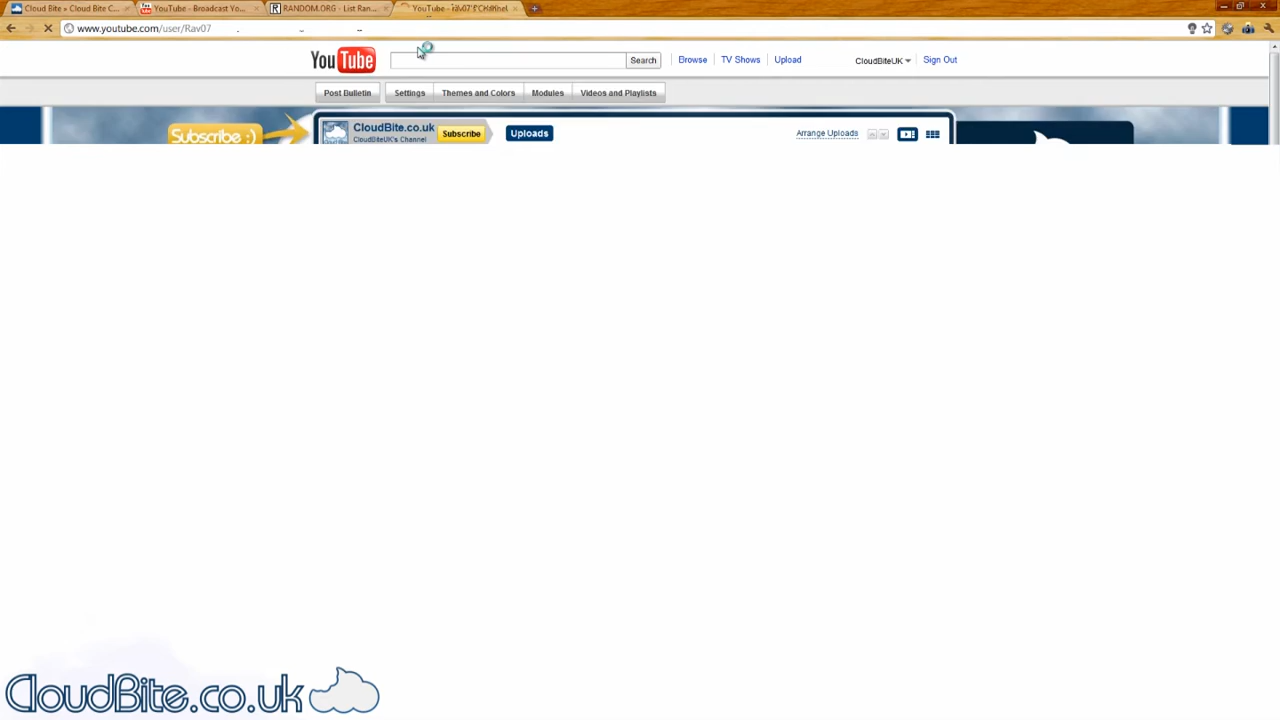 Cloud Bite » Cloud Bite C...
YouTube - Broadcast Yo...
RANDOM.ORG - List Ran...
YouTube -
www.youtube.com/user/Rav07
YouTube
Search
Browse
TV Shows
Upload
CloudBiteUK
Sign Out
Post Bulletin
Settings
Themes and Colors
Modules
Videos and Playlists
Subscribe :)
CloudBite.co.uk
CloudBiteUK's Channel
Subscribe
Uploads
Arrange Uploads
CloudBite.co.uk